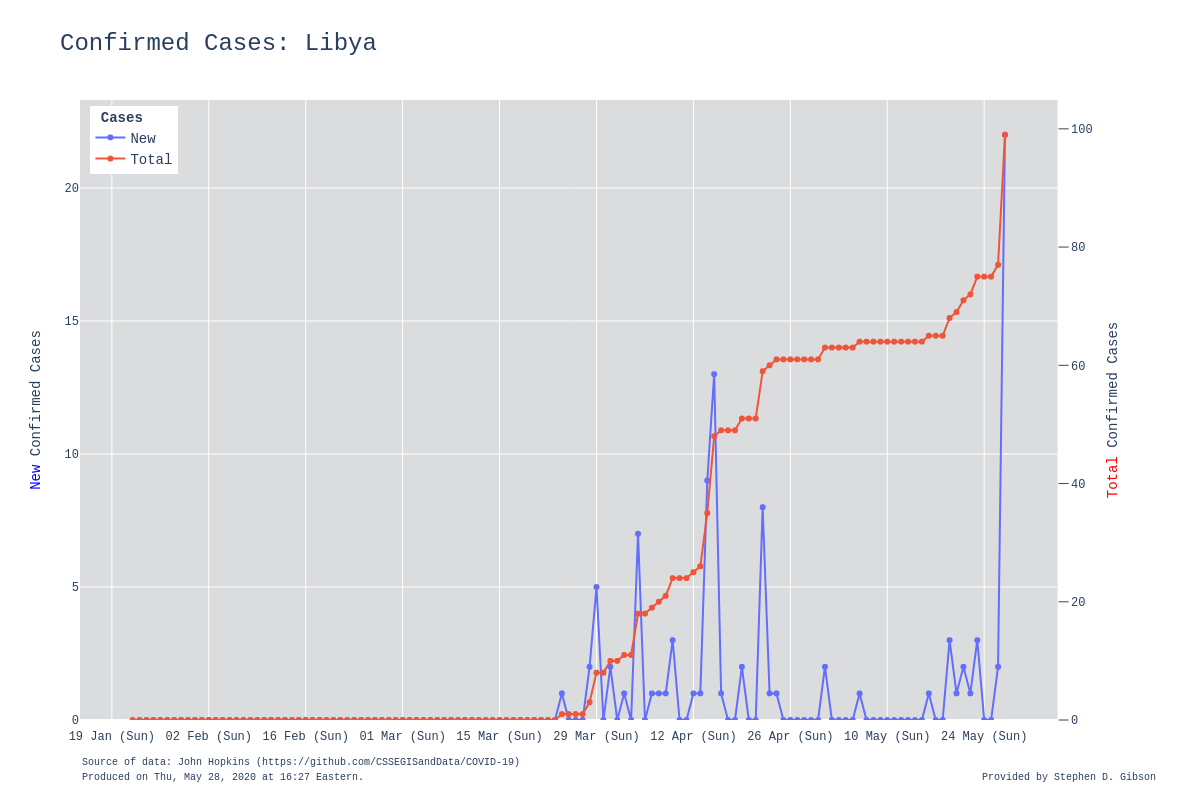 Confirmed Cases: Libya
Cases
New
Total
20
15
10
5
0
100
80
60
40
20
0
New Confirmed Cases
Total Confirmed Cases
19 Jan (Sun) 02 Feb (Sun) 16 Feb (Sun) 01 Mar (Sun) 15 Mar (Sun) 29 Mar (Sun) 12 Apr (Sun) 26 Apr (Sun) 10 May (Sun) 24 May (Sun)
Source of data: John Hopkins (https://github.com/CSSEGISandData/COVID-19)
Produced on Thu, May 28, 2020 at 16:27 Eastern.
Provided by Stephen D. Gibson